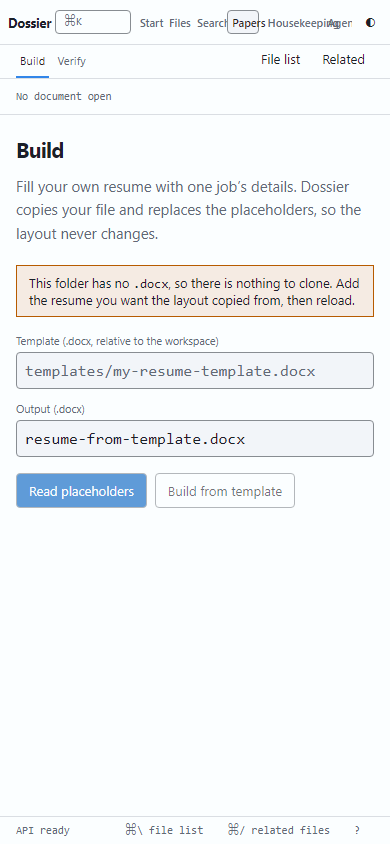 Dossier ⌘K Start Files Search Papers Housekeeping Agen
Build Verify File list Related
No document open
Build
Fill your own resume with one job’s details. Dossier
copies your file and replaces the placeholders, so the
layout never changes.
This folder has no .docx, so there is nothing to clone. Add
the resume you want the layout copied from, then reload.
Template (.docx, relative to the workspace)
templates/my-resume-template.docx
Output (.docx)
resume-from-template.docx
Read placeholders Build from template
API ready ⌘\ file list ⌘/ related files ?